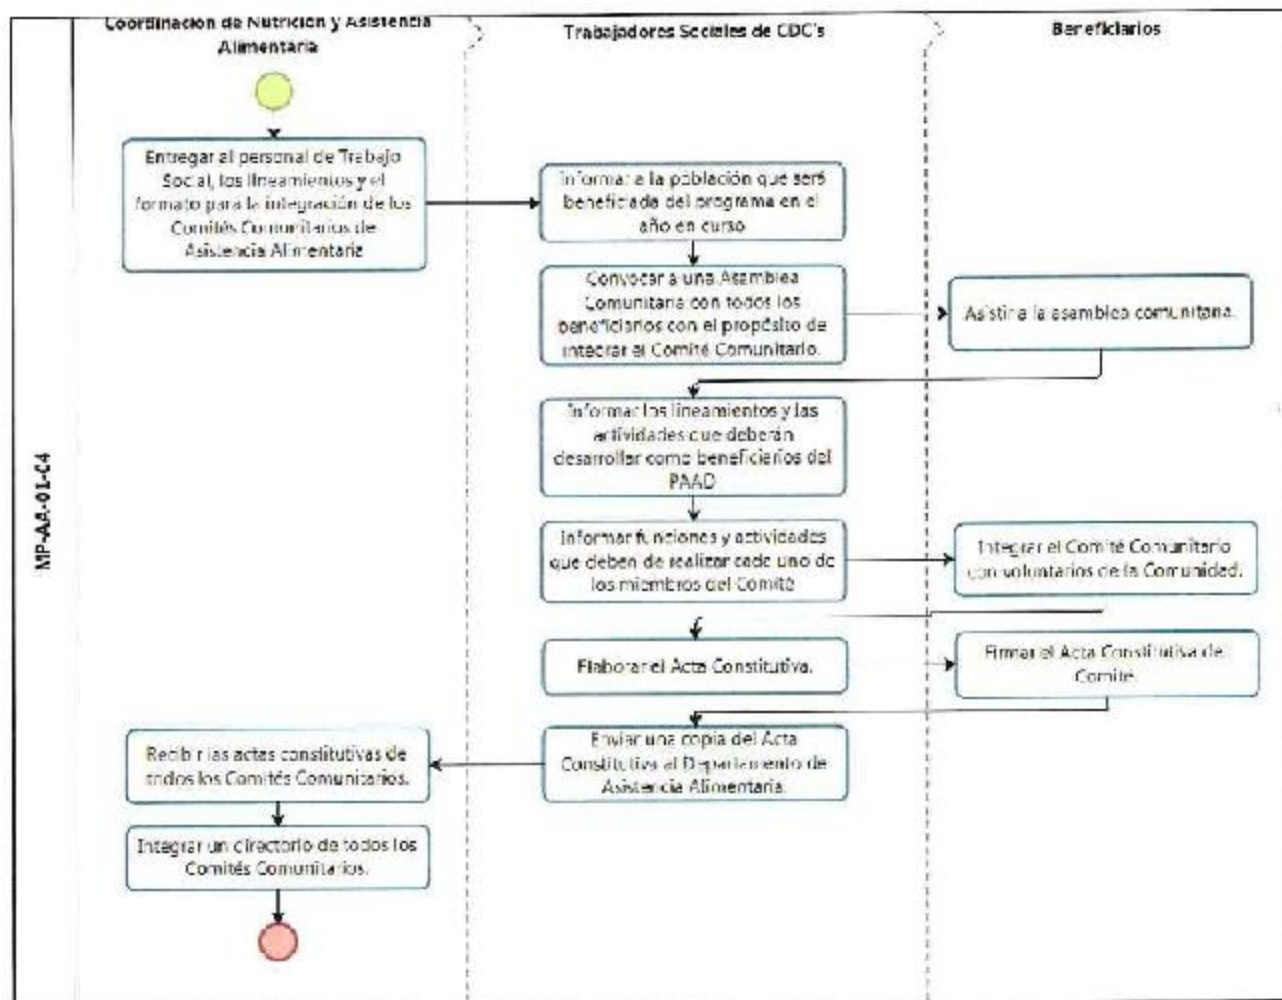 Coordinación de Nutrición y Asistencia
Alimentaria
Trabajadores Sociales de CDC's
Beneficiarios
MP-AA-01-04
Entregar al personal de Trabajo
Social, los lineamientos y el
formato para la integración de los
Comités Comunitarios de
Asistencia Alimentaria
Informar a la población que será
beneficiada del programa en el
año en curso
Convocar a una Asamblea
Comunitaria con todos los
beneficiarios con el propósito de
integrar el Comité Comunitario.
Asistir a la asamblea comunitaria.
Informar los lineamientos y las
actividades que deberán
desarrollar como beneficiarios del
PAAD
Informar funciones y actividades
que deben de realizar cada uno de
los miembros del Comité
Integrar el Comité Comunitario
con voluntarios de la Comunidad.
Elaborar el Acta Constitutiva.
Firmar el Acta Constitutiva de
Comité.
Enviar una copia del Acta
Constitutiva al Departamento de
Asistencia Alimentaria.
Recibir las actas constitutivas de
todos los Comités Comunitarios.
Integrar un directorio de todos los
Comités Comunitarios.